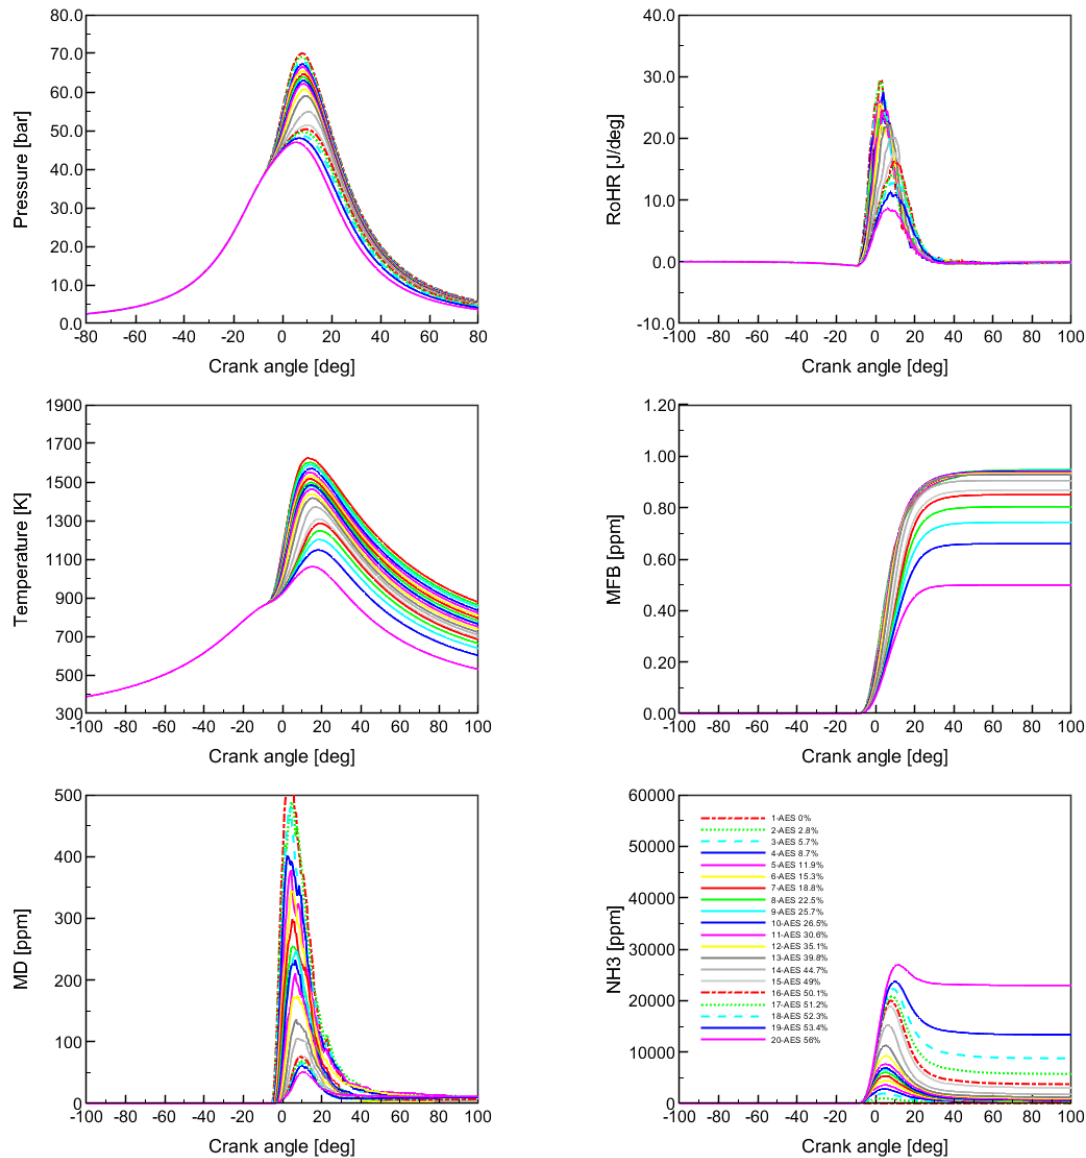 80.0
70.0
60.0
50.0
40.0
30.0
20.0
10.0
0.0
Pressure [bar]
-80 -60 -40 -20 0 20 40 60 80
Crank angle [deg]
40.0
30.0
20.0
10.0
0.0
-10.0
RoHR [J/deg]
-100 -80 -60 -40 -20 0 20 40 60 80 100
Crank angle [deg]
1900
1700
1500
1300
1100
900
700
500
300
Temperature [K]
-100 -80 -60 -40 -20 0 20 40 60 80 100
Crank angle [deg]
1.20
1.00
0.80
0.60
0.40
0.20
0.00
MFB [ppm]
-100 -80 -60 -40 -20 0 20 40 60 80 100
Crank angle [deg]
500
400
300
200
100
0
MD [ppm]
-100 -80 -60 -40 -20 0 20 40 60 80 100
Crank angle [deg]
60000
50000
40000
30000
20000
10000
0
NH3 [ppm]
1-AES 0%
2-AES 2.8%
3-AES 5.7%
4-AES 8.7%
5-AES 11.9%
6-AES 15.3%
7-AES 18.8%
8-AES 22.5%
9-AES 25.7%
10-AES 26.5%
11-AES 30.6%
12-AES 35.1%
13-AES 39.8%
14-AES 44.7%
15-AES 49%
16-AES 50.1%
17-AES 51.2%
18-AES 52.3%
19-AES 53.4%
20-AES 56%
-100 -80 -60 -40 -20 0 20 40 60 80 100
Crank angle [deg]